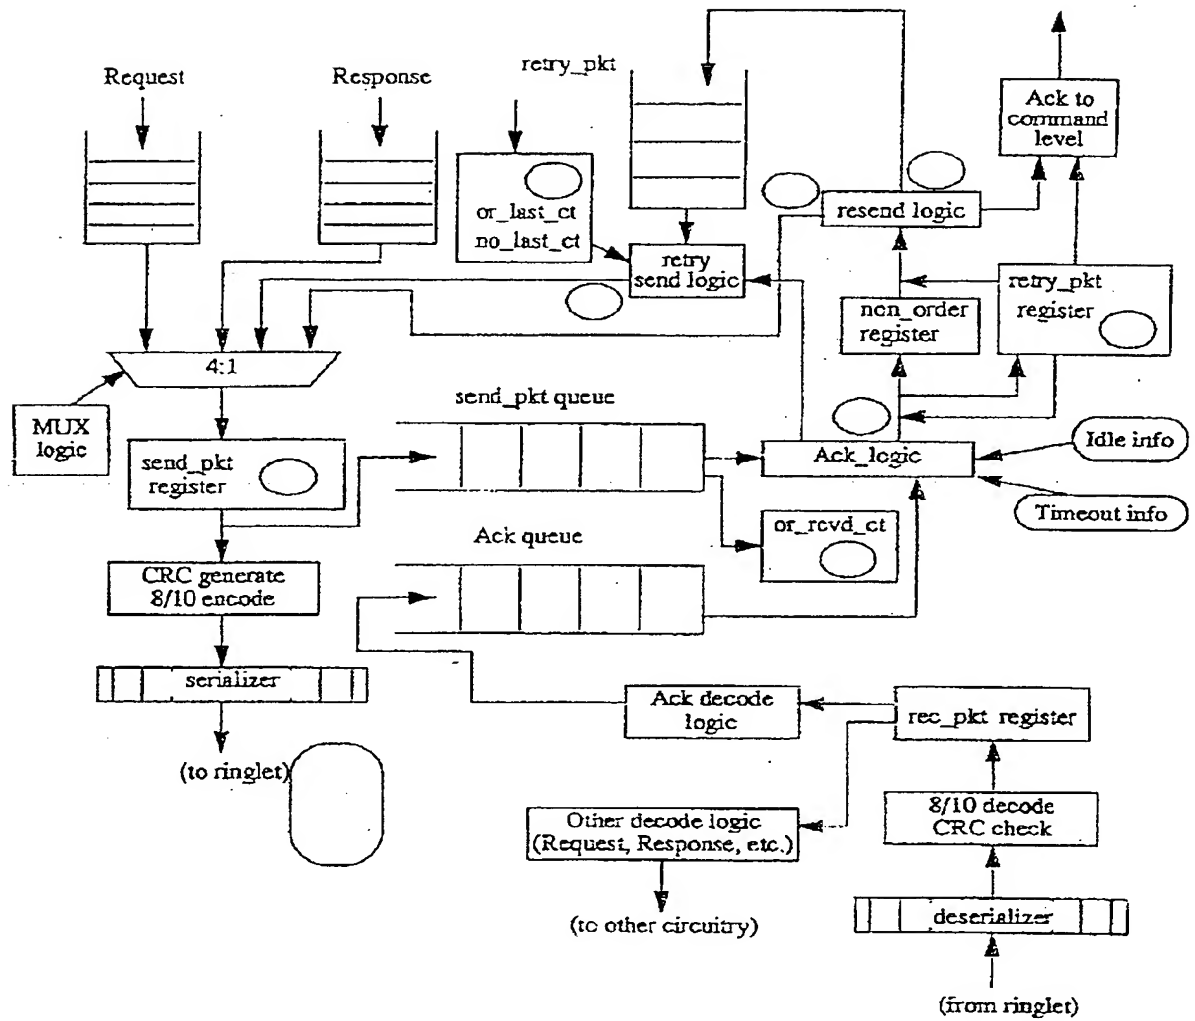 Request
Response
retry_pkt
Ack to
command
level
or_last_ct
no_last_ct
resend logic
retry
send logic
retry_pkt
register
non_order
register
4:1
MUX
logic
send_pkt queue
send_pkt
register
Ack_logic
Idle info
Timeout info
or_rcvd_ct
Ack queue
CRC generate
8/10 encode
serializer
Ack decode
logic
rec_pkt register
(to ringlet)
8/10 decode
CRC check
Other decode logic
(Request, Response, etc.)
(to other circuitry)
deserializer
(from ringlet)